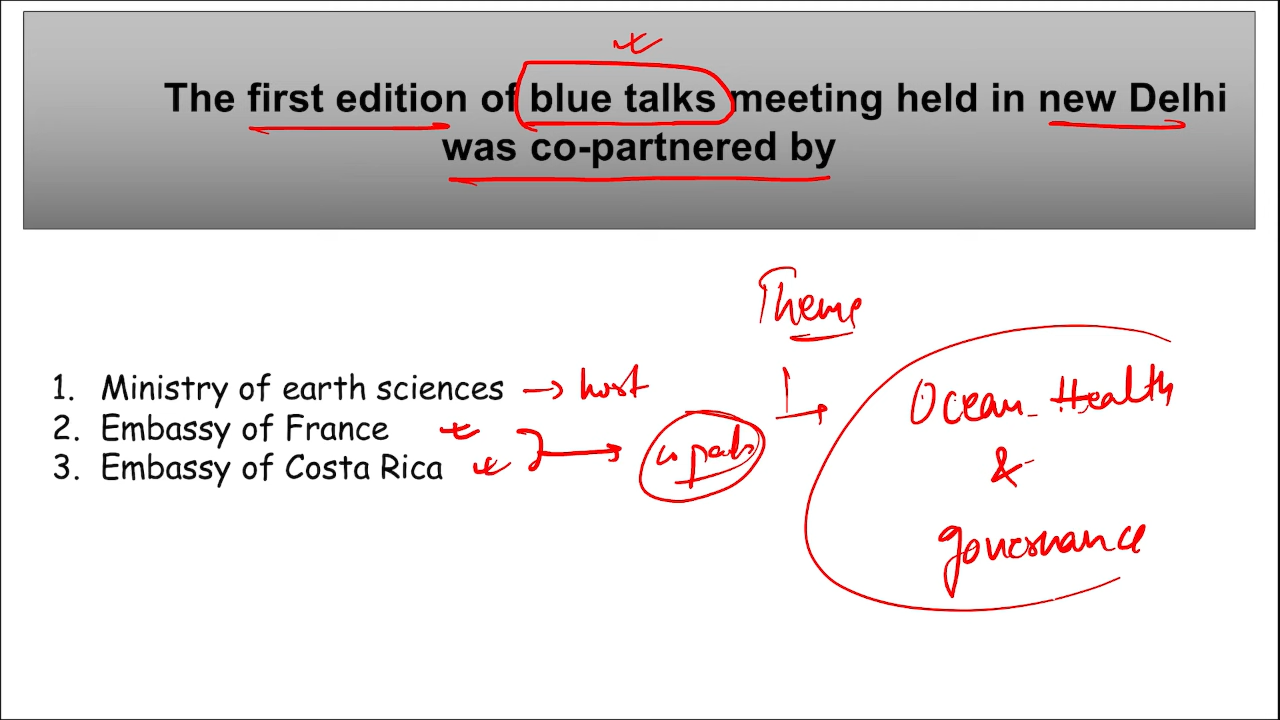 The first edition of blue talks meeting held in new Delhi
was co-partnered by
Theme
1. Ministry of earth sciences → host
2. Embassy of France
3. Embassy of Costa Rica
Ocean Health
&
governance